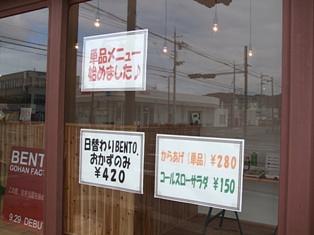 単品メニュー
始めました♪
日替わりBENTO.
おかずのみ
¥420
からあげ（単品）¥280
コールスローサラダ ¥150
BENT
GOHAN FACT
9.29 DEBU